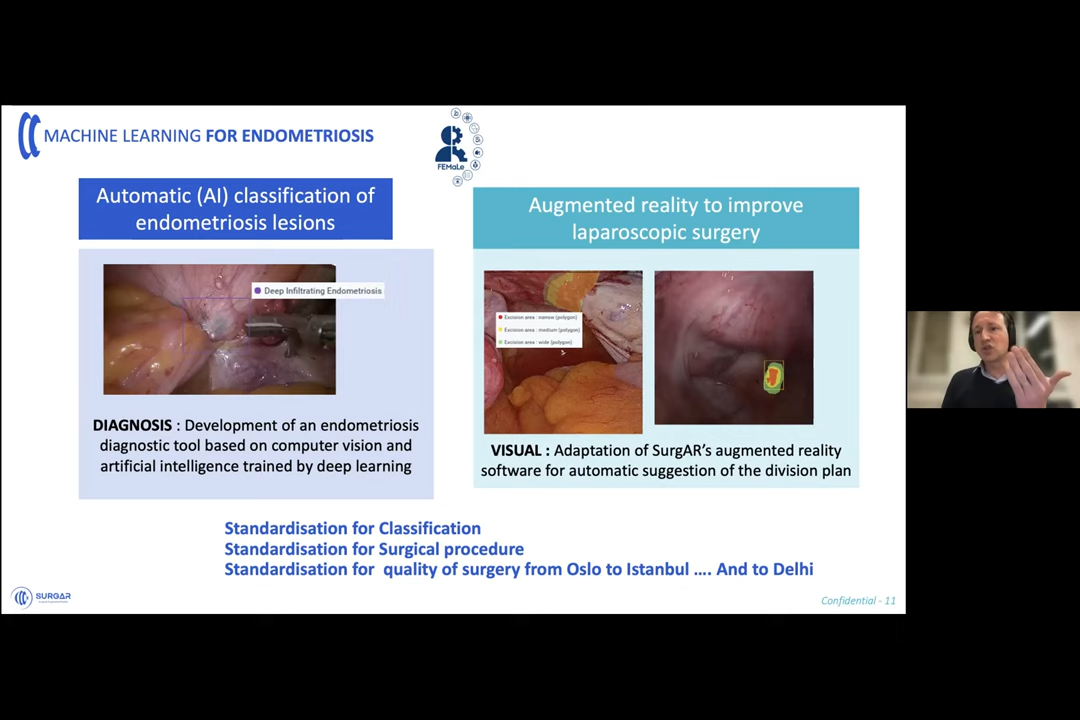 MACHINE LEARNING FOR ENDOMETRIOSIS
FEMaLe
Automatic (AI) classification of
endometriosis lesions
Deep Infiltrating Endometriosis
DIAGNOSIS : Development of an endometriosis
diagnostic tool based on computer vision and
artificial intelligence trained by deep learning
Augmented reality to improve
laparoscopic surgery
Excision area : narrow (polygon)
Excision area : medium (polygon)
Excision area : wide (polygon)
VISUAL : Adaptation of SurgAR's augmented reality
software for automatic suggestion of the division plan
Standardisation for Classification
Standardisation for Surgical procedure
Standardisation for quality of surgery from Oslo to Istanbul .... And to Delhi
SURGAR
Confidential - 11